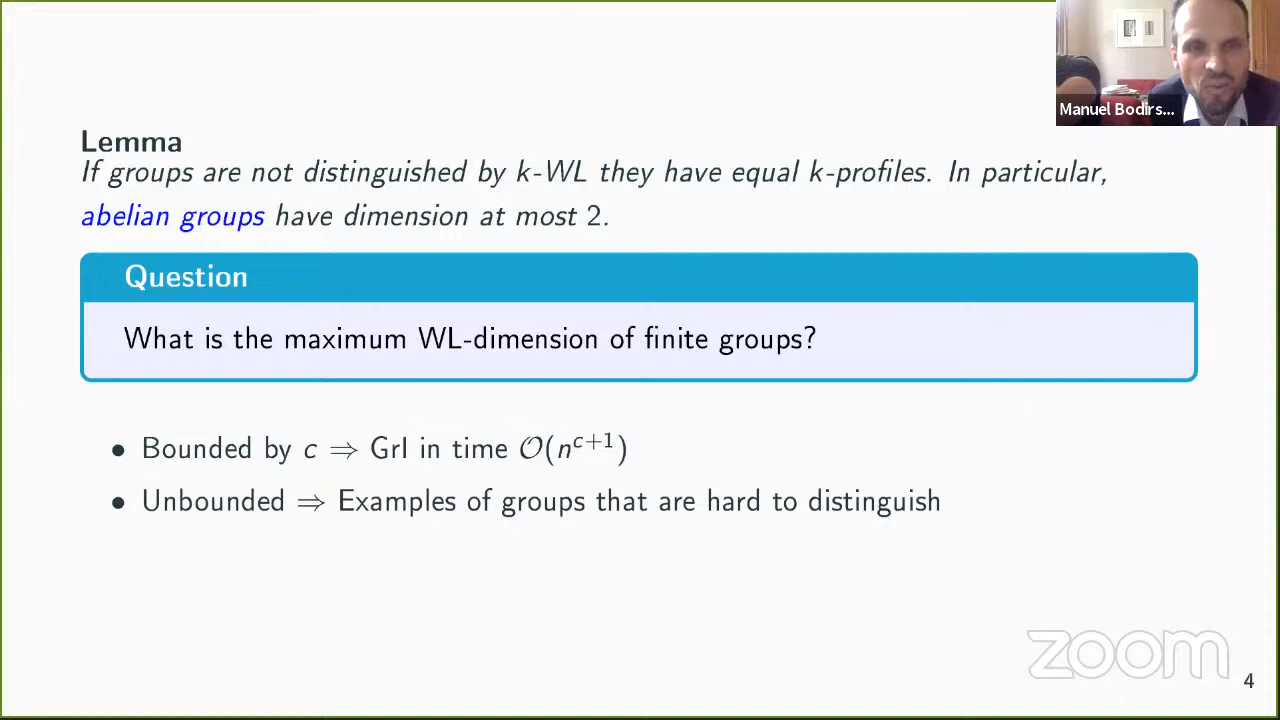 Manuel Bodirs...
Lemma
If groups are not distinguished by k-WL they have equal k-profiles. In particular,
abelian groups have dimension at most 2.
Question
What is the maximum WL-dimension of finite groups?
• Bounded by c ⇒ GrI in time 𝒪(n^{c+1})
• Unbounded ⇒ Examples of groups that are hard to distinguish
zoom
4